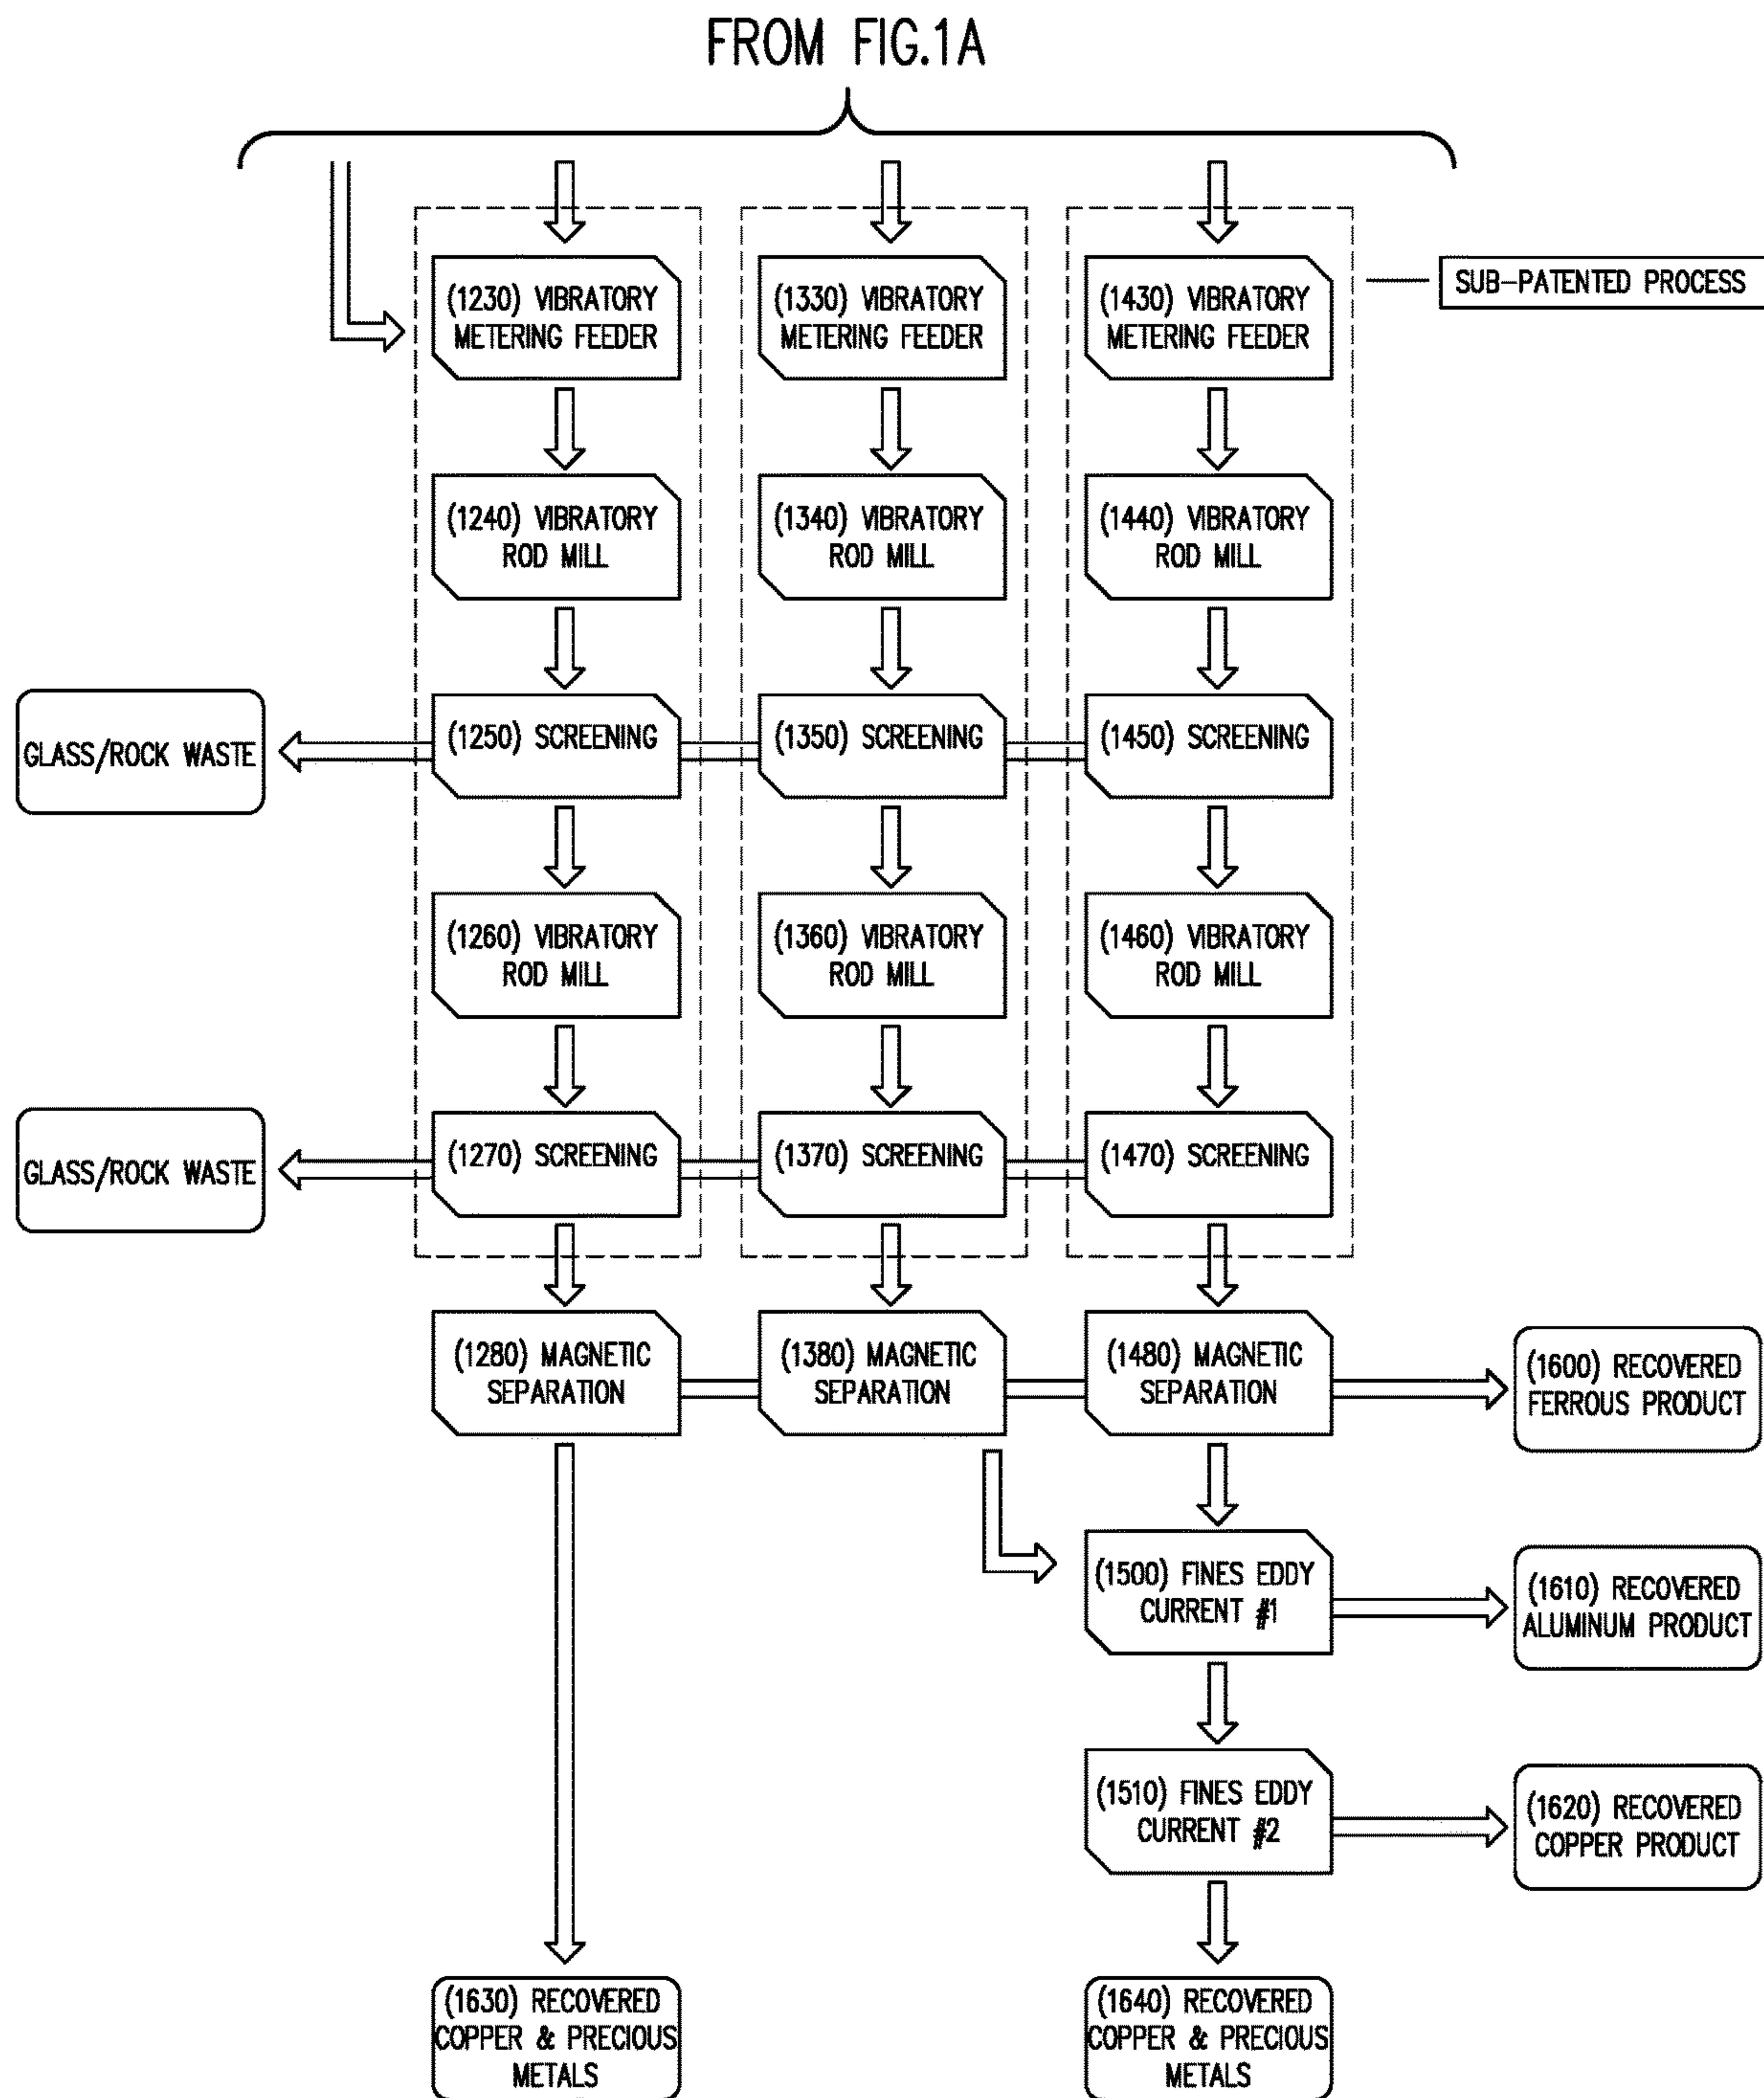 FROM FIG.1A
(1230) VIBRATORY
METERING FEEDER
(1330) VIBRATORY
METERING FEEDER
(1430) VIBRATORY
METERING FEEDER
SUB-PATENTED PROCESS
(1240) VIBRATORY
ROD MILL
(1340) VIBRATORY
ROD MILL
(1440) VIBRATORY
ROD MILL
GLASS/ROCK WASTE
(1250) SCREENING
(1350) SCREENING
(1450) SCREENING
(1260) VIBRATORY
ROD MILL
(1360) VIBRATORY
ROD MILL
(1460) VIBRATORY
ROD MILL
GLASS/ROCK WASTE
(1270) SCREENING
(1370) SCREENING
(1470) SCREENING
(1280) MAGNETIC
SEPARATION
(1380) MAGNETIC
SEPARATION
(1480) MAGNETIC
SEPARATION
(1600) RECOVERED
FERROUS PRODUCT
(1500) FINES EDDY
CURRENT #1
(1610) RECOVERED
ALUMINUM PRODUCT
(1510) FINES EDDY
CURRENT #2
(1620) RECOVERED
COPPER PRODUCT
(1630) RECOVERED
COPPER & PRECIOUS
METALS
(1640) RECOVERED
COPPER & PRECIOUS
METALS